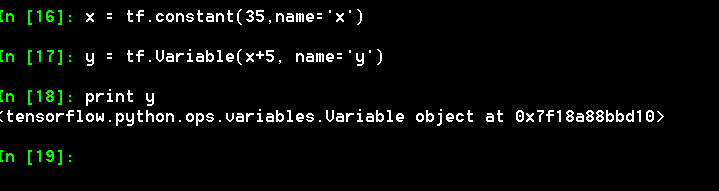 In [16]: x = tf.constant(35,name='x')
In [17]: y = tf.Variable(x+5, name='y')
In [18]: print y
<tensorflow.python.ops.variables.Variable object at 0x7f18a88bbd10>
In [19]: